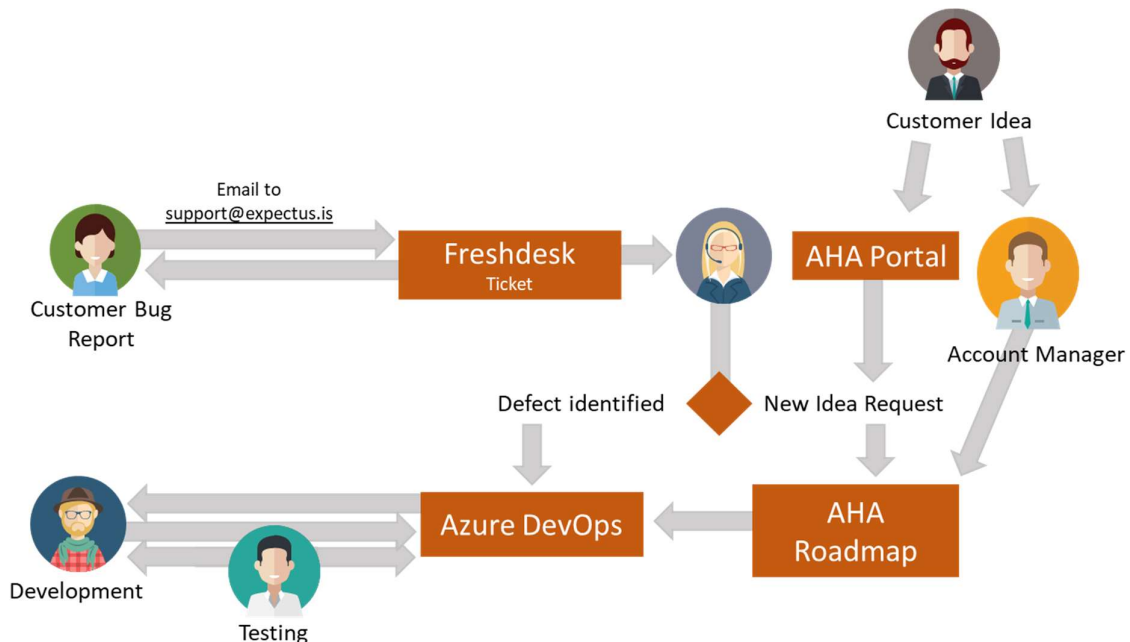 Customer Idea
Email to
support@expectus.is
Freshdesk
Ticket
AHA Portal
Customer Bug
Report
Account Manager
Defect identified
New Idea Request
Azure DevOps
AHA
Roadmap
Development
Testing